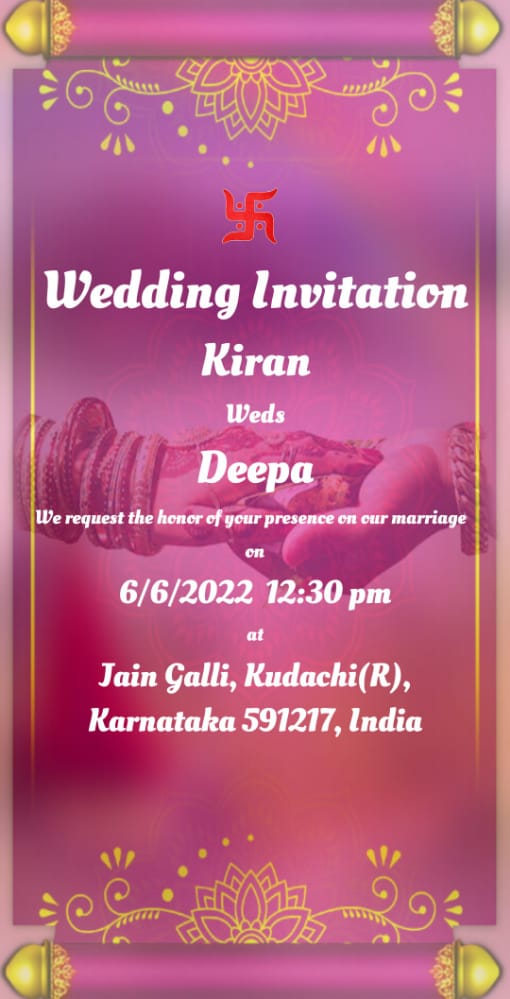 Wedding Invitation
Kiran
Weds
Deepa
We request the honor of your presence on our marriage
on
6/6/2022 12:30 pm
at
Jain Galli, Kudachi(R),
Karnataka 591217, India